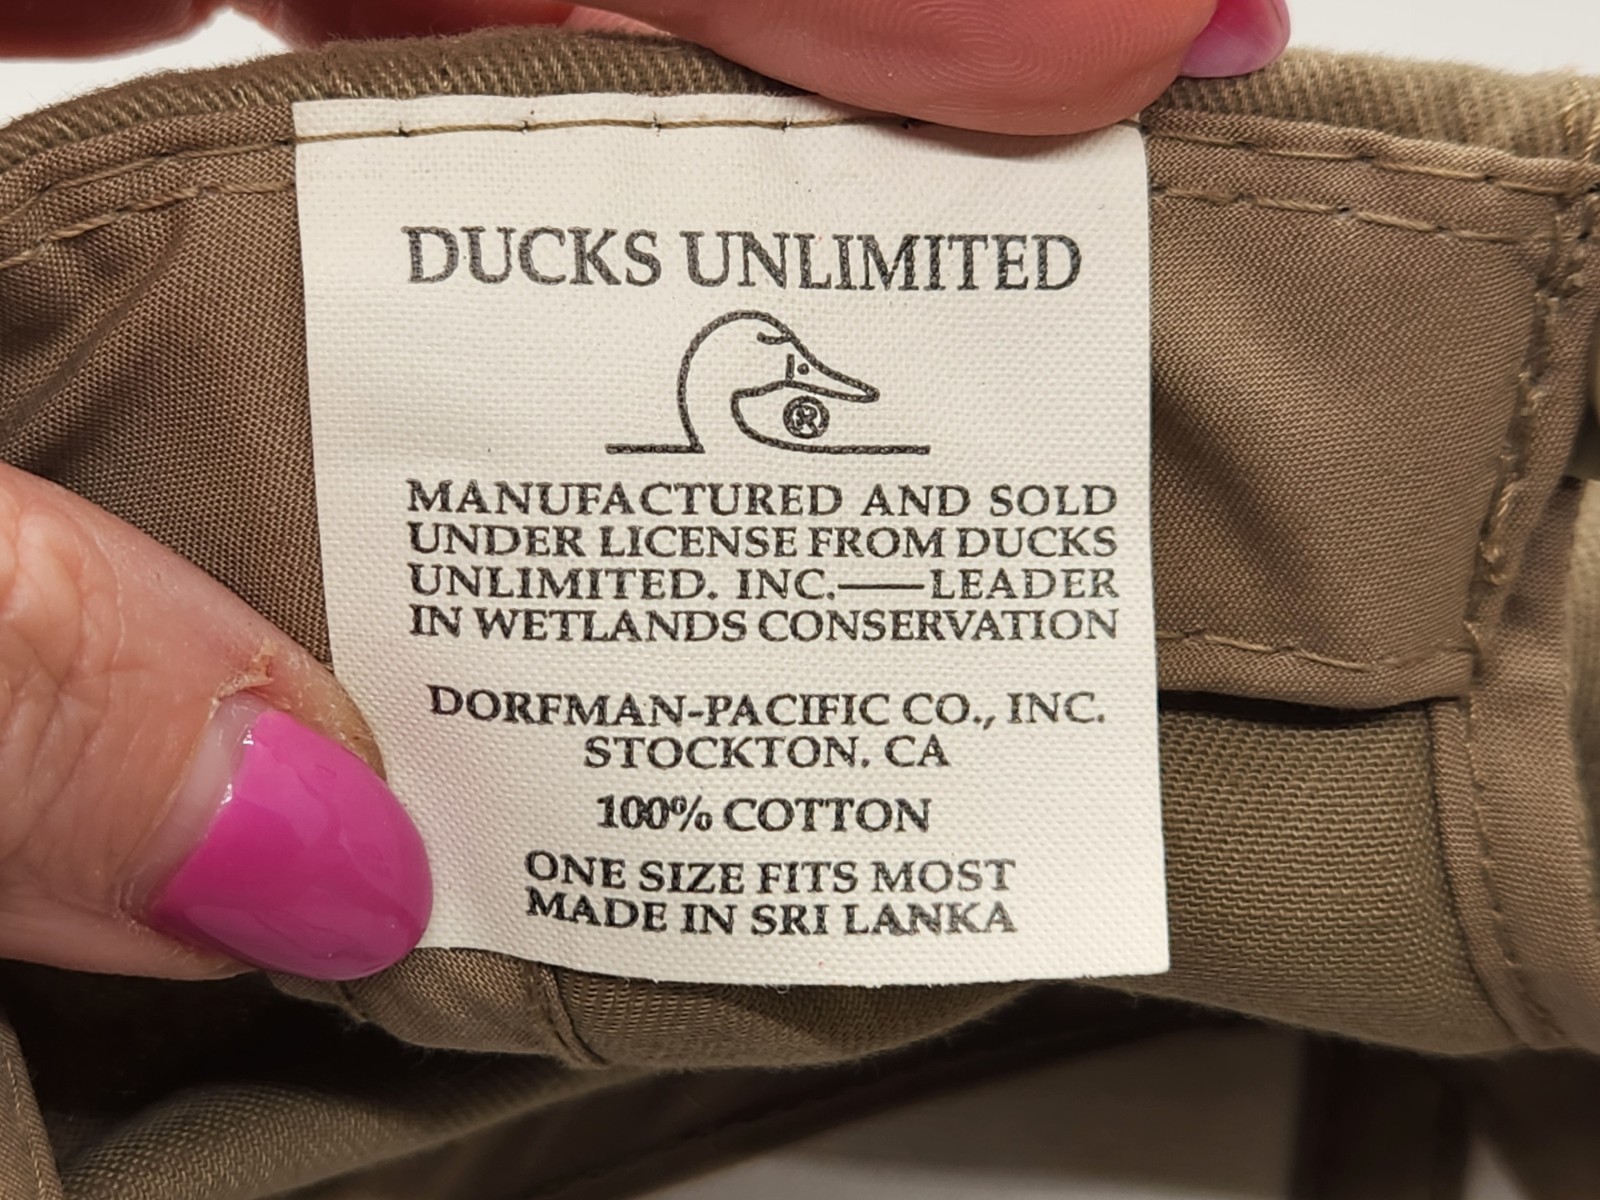 DUCKS UNLIMITED
®
MANUFACTURED AND SOLD
UNDER LICENSE FROM DUCKS
UNLIMITED. INC.——LEADER
IN WETLANDS CONSERVATION
DORFMAN-PACIFIC CO., INC.
STOCKTON. CA
100% COTTON
ONE SIZE FITS MOST
MADE IN SRI LANKA